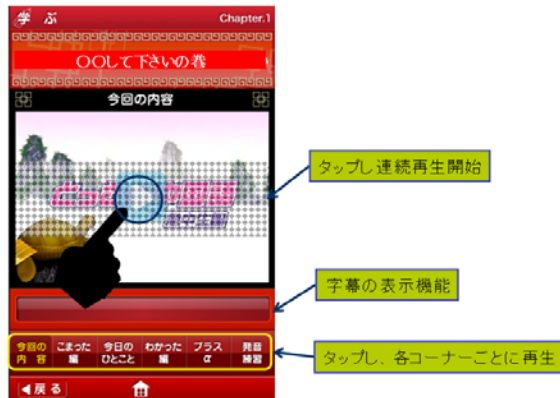 学 ぶ
Chapter.1
〇〇して下さいの巻
今回の内容
タップし連続再生開始
字幕の表示機能
今回の
内 容
こまった
編
今日の
ひとこと
わかった
編
プラス
α
発音
練習
タップし、各コーナーごとに再生
◀戻 る